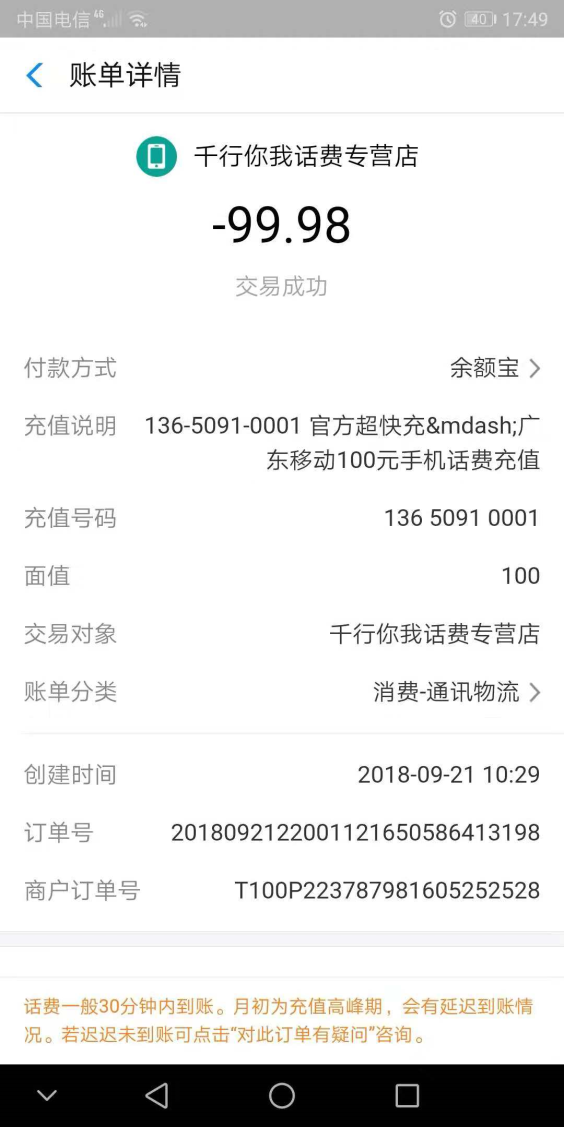 中国电信 4G 40 17:49
账单详情
千行你我话费专营店
-99.98
交易成功
付款方式 余额宝
充值说明 136-5091-0001 官方超快充&mdash;广
东移动100元手机话费充值
充值号码 136 5091 0001
面值 100
交易对象 千行你我话费专营店
账单分类 消费-通讯物流
创建时间 2018-09-21 10:29
订单号 2018092122001121650586413198
商户订单号 T100P223787981605252528
话费一般30分钟内到账。月初为充值高峰期，会有延迟到账情
况。若迟迟未到账可点击“对此订单有疑问”咨询。